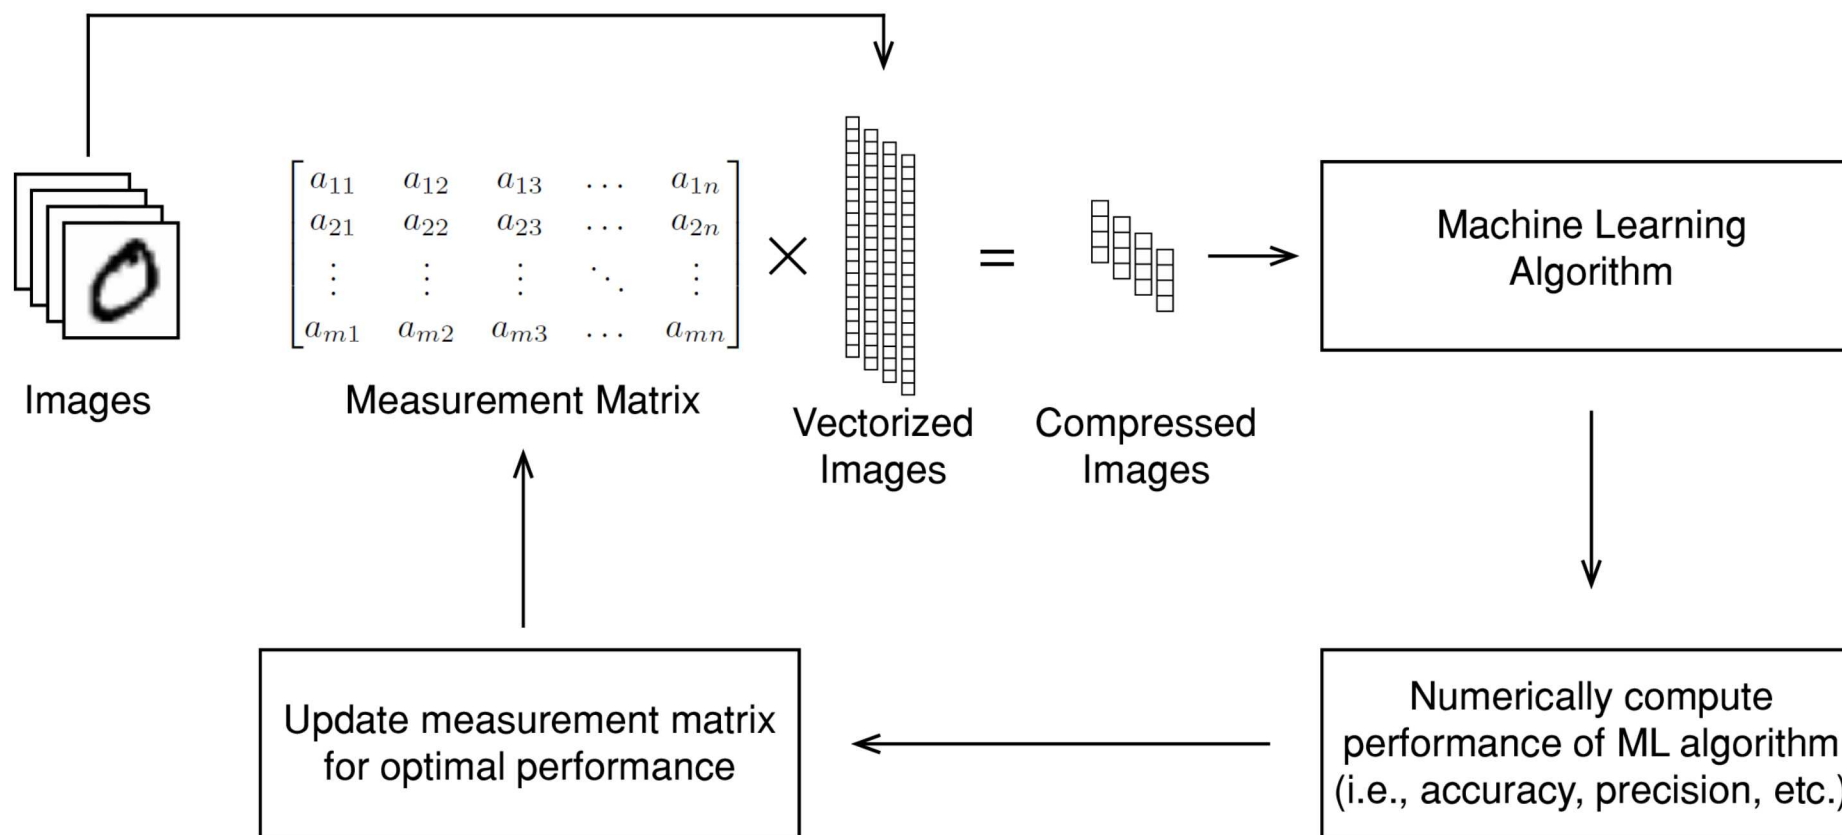 a11 a12 a13 ... a1n
a21 a22 a23 ... a2n
⋮ ⋮ ⋮ ⋱ ⋮
am1 am2 am3 ... amn
×
=
Images
Measurement Matrix
Vectorized
Images
Compressed
Images
Machine Learning
Algorithm
Update measurement matrix
for optimal performance
Numerically compute
performance of ML algorithm
(i.e., accuracy, precision, etc.)